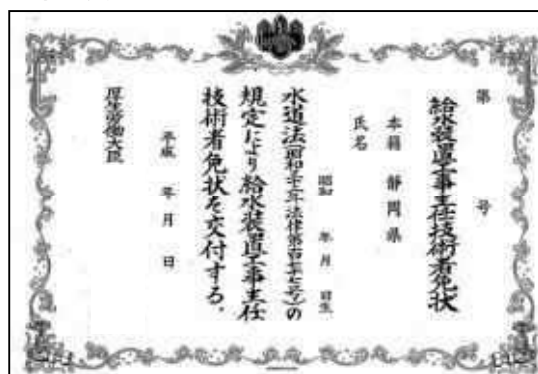 第 号
給水装置工事主任技術者免状
本籍 静岡県
氏名
昭和 年 月 日生
水道法(昭和三十二年法律第百七十七号)の
規定により給水装置工事主任
技術者免状を交付する。
平成 年 月 日
厚生労働大臣